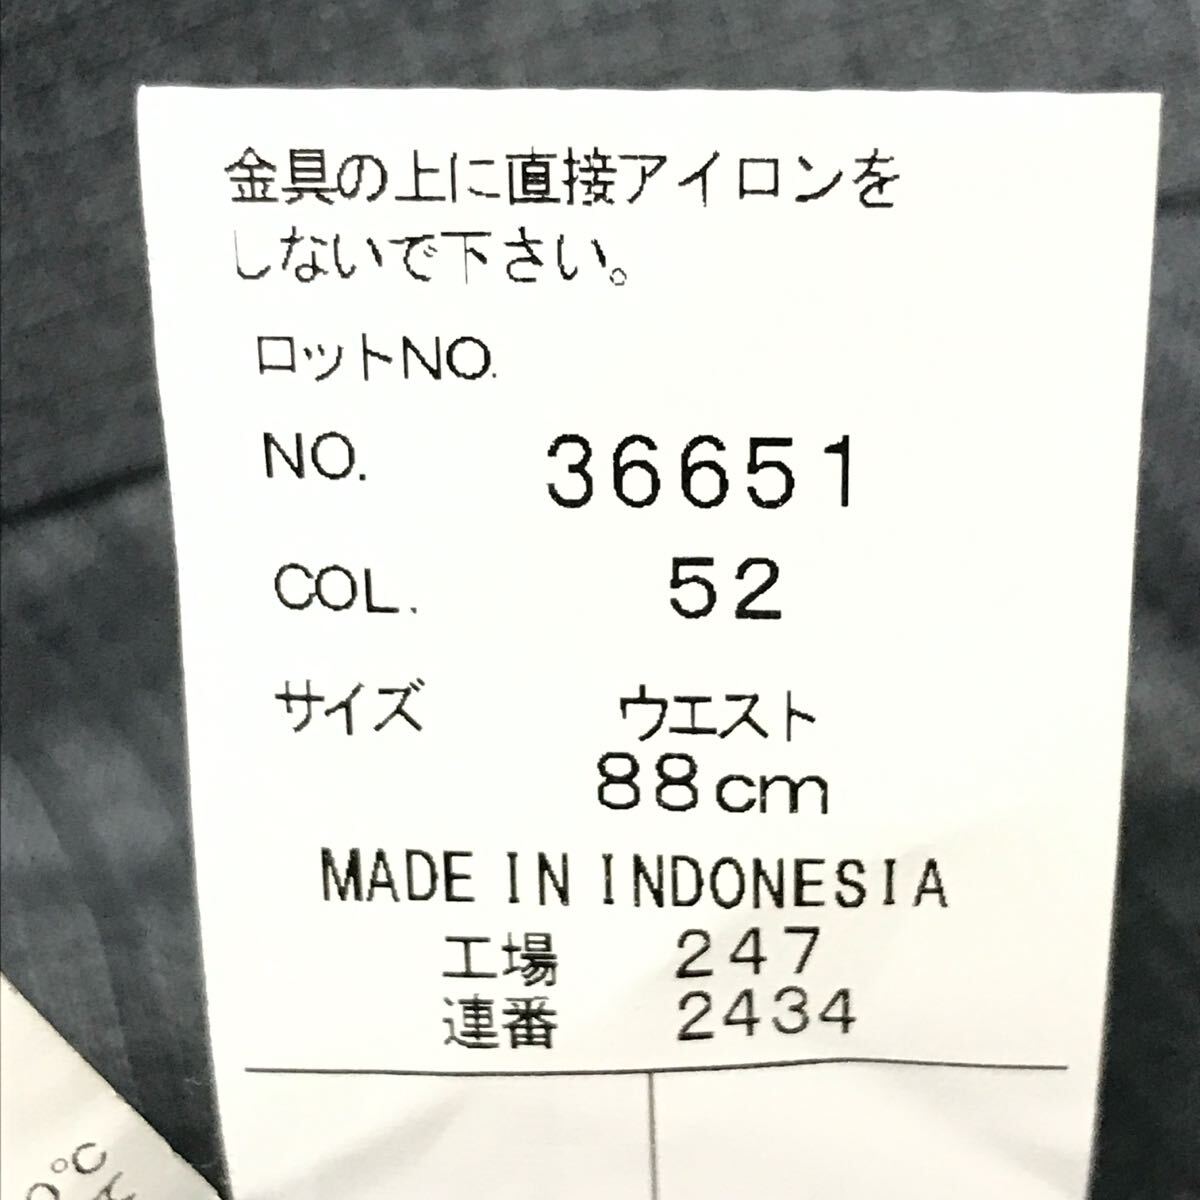 金具の上に直接アイロンを
しないで下さい。
ロットNO.
NO. 36651
COL. 52
サイズ ウエスト
88cm
MADE IN INDONESIA
工場 247
連番 2434
℃